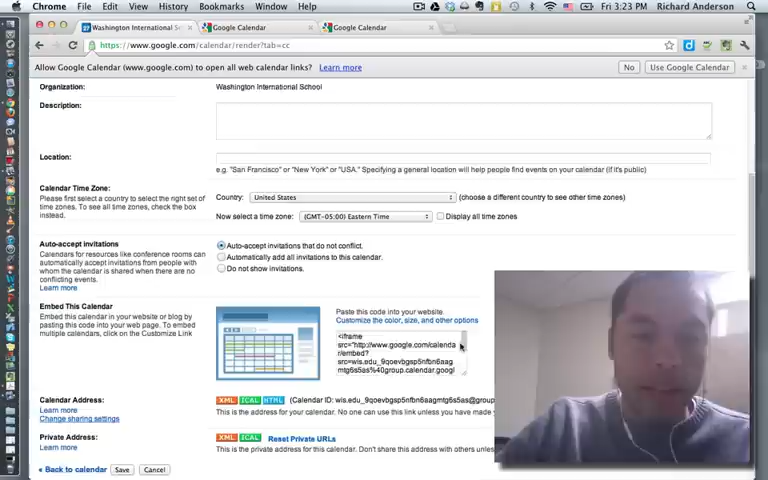 Chrome File Edit View History Bookmarks Window Help Fri 3:23 PM Richard Anderson
Washington International Sc Google Calendar Google Calendar
https://www.google.com/calendar/render?tab=cc
Allow Google Calendar (www.google.com) to open all web calendar links? Learn more No Use Google Calendar
Organization: Washington International School
Description:
Location:
e.g. "San Francisco" or "New York" or "USA." Specifying a general location will help people find events on your calendar (if it's public)
Calendar Time Zone:
Please first select a country to select the right set of
timezones. To see all time zones, check the box
instead.
Country: United States (choose a different country to see other time zones)
Now select a time zone: (GMT-05:00) Eastern Time Display all time zones
Auto-accept invitations
Calendars for resources like conference rooms can
automatically accept invitations from people with
whom the calendar is shared when there are no
conflicting events.
Learn more
Auto-accept invitations that do not conflict.
Automatically add all invitations to this calendar.
Do not show invitations.
Embed This Calendar
Embed this calendar in your website or blog by
pasting this code into your web page. To embed
multiple calendars, click on the Customize Link
Paste this code into your website.
Customize the color, size, and other options
<iframe
src="http://www.google.com/calenda
r/embed?
src=wis.edu_9qoevbgsp5nfbn6aag
mtg6s5as%40group.calendar.googl
Calendar Address:
Learn more
Change sharing settings
XML ICAL HTML (Calendar ID: wis.edu_9qoevbgsp5nfbn6aagmtg6s5as@group
This is the address for your calendar. No one can use this link unless you have made
Private Address:
Learn more
XML ICAL Reset Private URLs
This is the private address for this calendar. Don't share this address with others unles
« Back to calendar Save Cancel